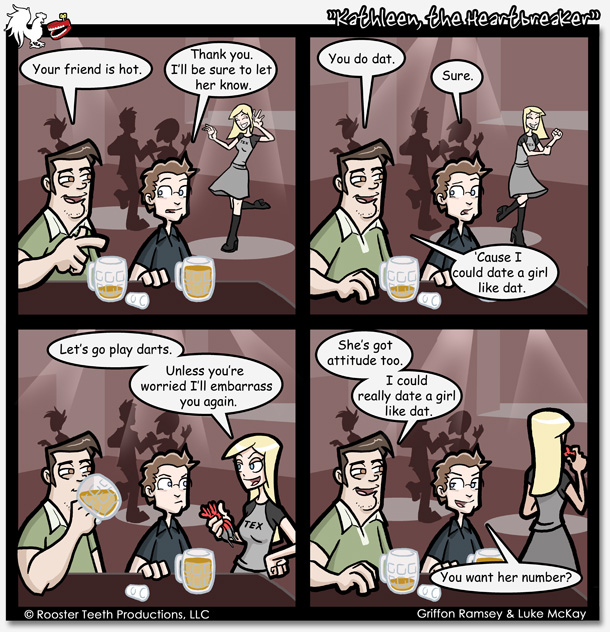 "Kathleen, the Heartbreaker"
Your friend is hot.
Thank you.
I'll be sure to let
her know.
TEX
You do dat.
Sure.
'Cause I
could date a girl
like dat.
TEX
Let's go play darts.
Unless you're
worried I'll embarrass
you again.
TEX
She's got
attitude too.
I could
really date a girl
like dat.
You want her number?
© Rooster Teeth Productions, LLC
Griffon Ramsey & Luke McKay